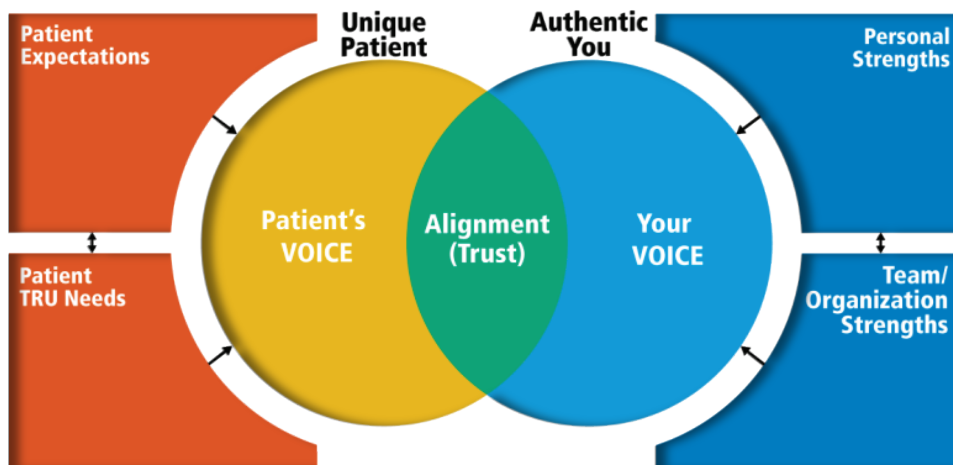 Patient
Expectations
Unique
Patient
Authentic
You
Personal
Strengths
Patient's
VOICE
Alignment
(Trust)
Your
VOICE
Patient
TRU Needs
Team/
Organization
Strengths